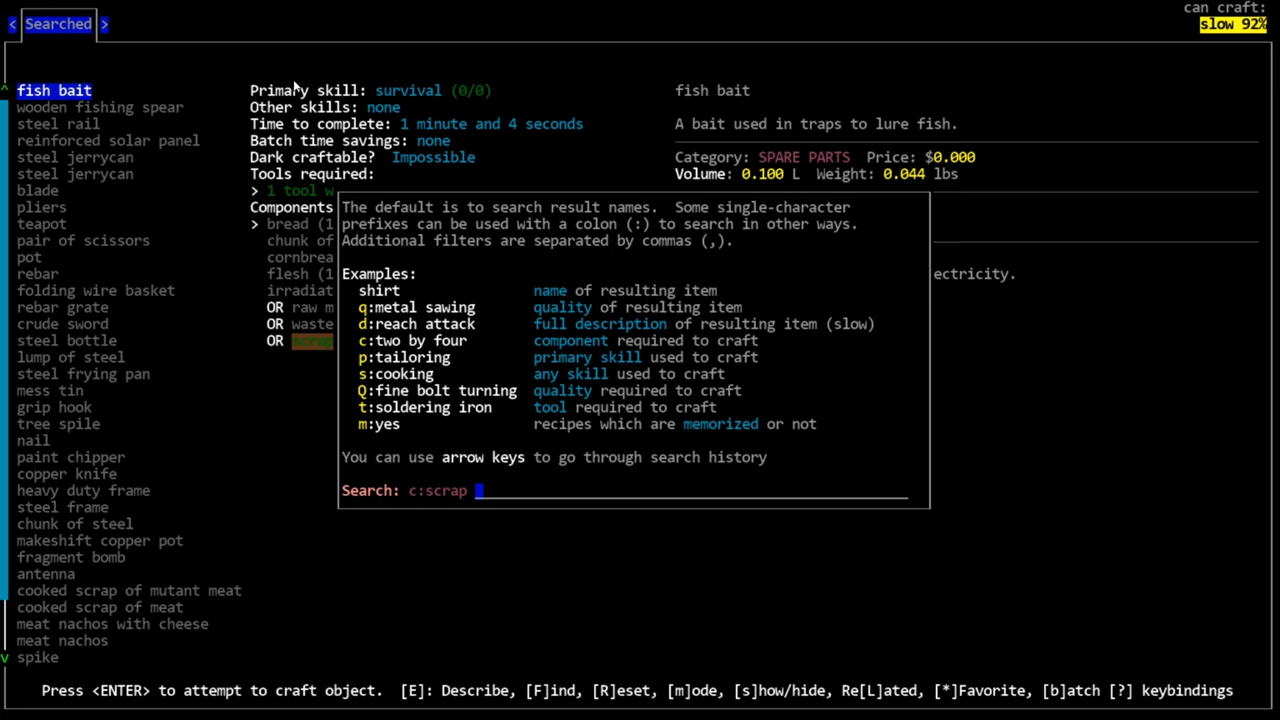 can craft:
< Searched >
slow 92%
fish bait
wooden fishing spear
steel rail
reinforced solar panel
steel jerrycan
steel jerrycan
blade
pliers
teapot
pair of scissors
pot
rebar
folding wire basket
rebar grate
crude sword
steel bottle
lump of steel
steel frying pan
mess tin
grip hook
tree spile
nail
paint chipper
copper knife
heavy duty frame
steel frame
chunk of steel
makeshift copper pot
fragment bomb
antenna
cooked scrap of mutant meat
cooked scrap of meat
meat nachos with cheese
meat nachos
spike
Primary skill: survival (0/0)
Other skills: none
Time to complete: 1 minute and 4 seconds
Batch time savings: none
Dark craftable? Impossible
Tools required:
> 1 tool w
Components
> bread (1
chunk of
cornbrea
flesh (1
irradiat
OR raw m
OR waste
OR scrap
fish bait
A bait used in traps to lure fish.
Category: SPARE PARTS Price: $0.000
Volume: 0.100 L Weight: 0.044 lbs
ectricity.
The default is to search result names. Some single-character
prefixes can be used with a colon (:) to search in other ways.
Additional filters are separated by commas (,).
Examples:
shirt name of resulting item
q:metal sawing quality of resulting item
d:reach attack full description of resulting item (slow)
c:two by four component required to craft
p:tailoring primary skill used to craft
s:cooking any skill used to craft
Q:fine bolt turning quality required to craft
t:soldering iron tool required to craft
m:yes recipes which are memorized or not
You can use arrow keys to go through search history
Search: c:scrap
Press <ENTER> to attempt to craft object. [E]: Describe, [F]ind, [R]eset, [m]ode, [s]how/hide, Re[L]ated, [*]Favorite, [b]atch [?] keybindings